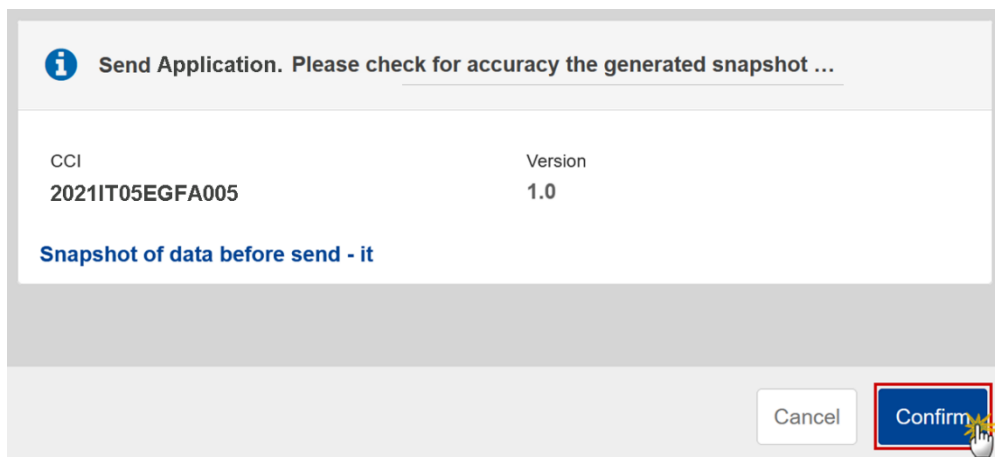 Send Application. Please check for accuracy the generated snapshot ...
CCI
Version
2021IT05EGFA005
1.0
Snapshot of data before send - it
Cancel
Confirm